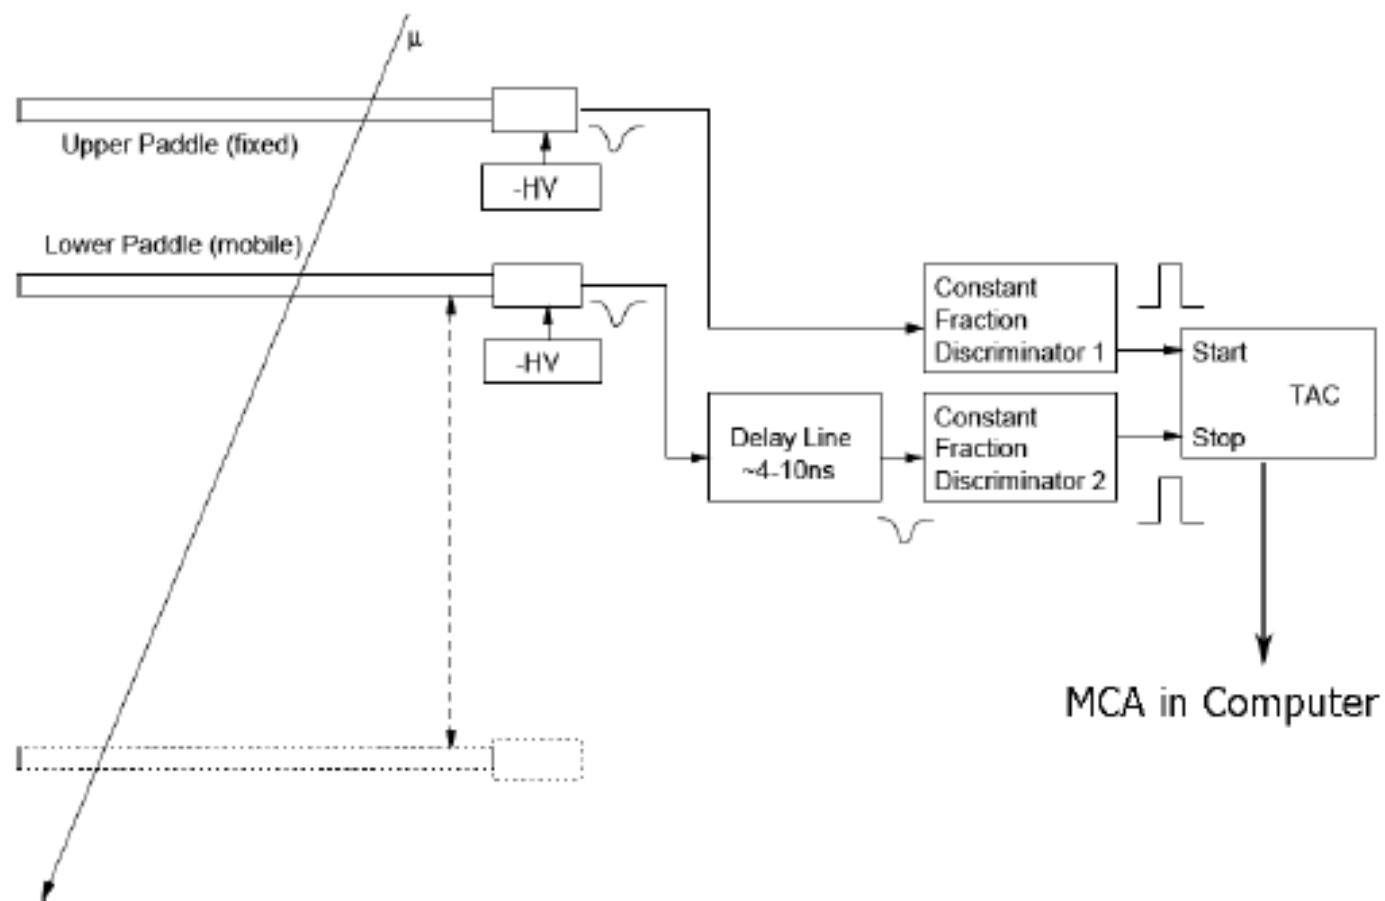 μ
Upper Paddle (fixed)
-HV
Lower Paddle (mobile)
-HV
Constant
Fraction
Discriminator 1
Start
TAC
Stop
Delay Line
~4-10ns
Constant
Fraction
Discriminator 2
MCA in Computer